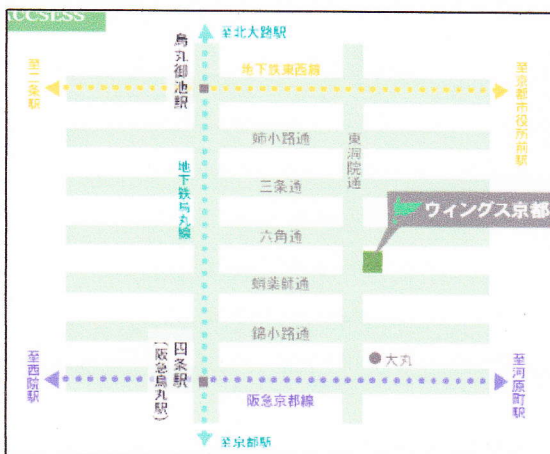 ACCSESS
至北大路駅
烏丸御池駅
至二条駅
地下鉄東西線
至京都市役所前駅
姉小路通
東洞院通
三条通
地下鉄烏丸線
ウィングス京都
六角通
蛸薬師通
錦小路通
大丸
四条駅
(阪急烏丸駅)
至西院駅
阪急京都線
至河原町駅
至京都駅